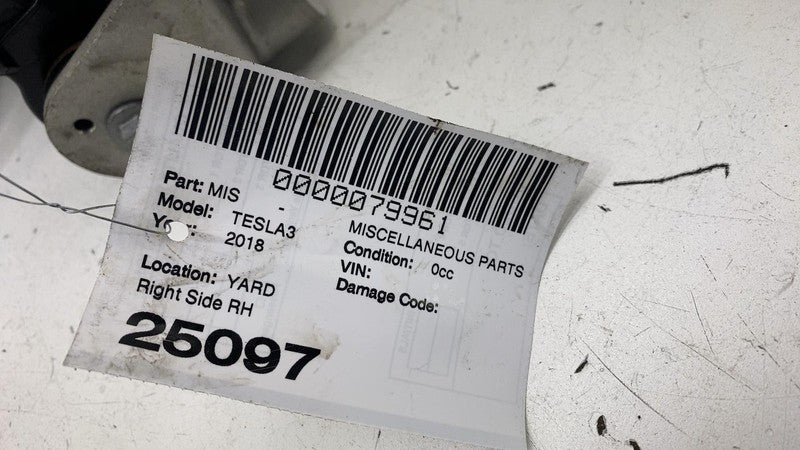 0000079961
Part: MIS - MISCELLANEOUS PARTS
Model: TESLA3 Condition: 0cc
Year: 2018 VIN:
Damage Code:
Location: YARD
Right Side RH
25097